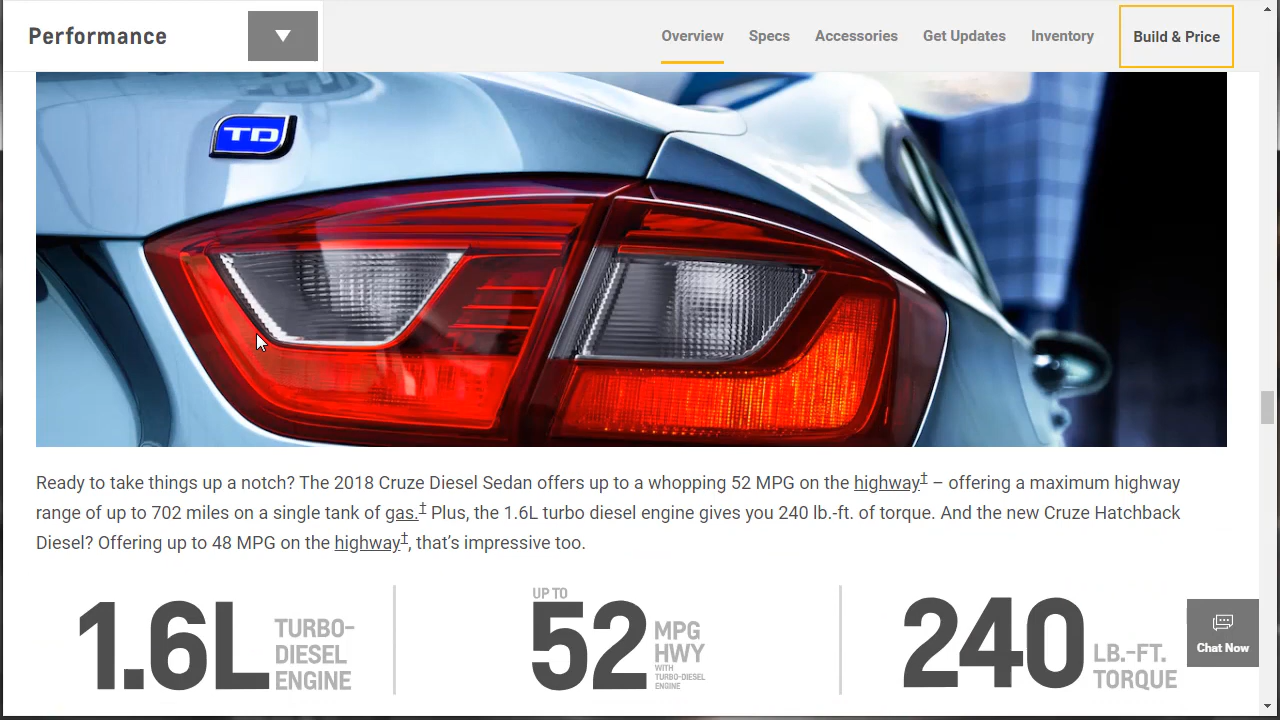 Performance
Overview
Specs
Accessories
Get Updates
Inventory
Build & Price
TD
Ready to take things up a notch? The 2018 Cruze Diesel Sedan offers up to a whopping 52 MPG on the highway‡ – offering a maximum highway
range of up to 702 miles on a single tank of gas.‡ Plus, the 1.6L turbo diesel engine gives you 240 lb.-ft. of torque. And the new Cruze Hatchback
Diesel? Offering up to 48 MPG on the highway‡, that’s impressive too.
1.6L
TURBO-
DIESEL
ENGINE
UP TO
52
MPG
HWY
WITH
TURBO-DIESEL
ENGINE
240
LB.-FT.
TORQUE
Chat Now